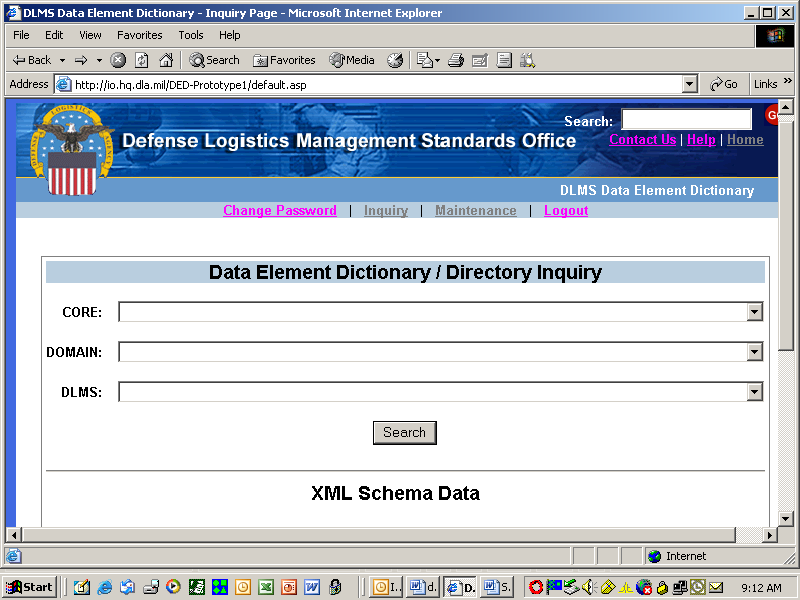 DLMS Data Element Dictionary - Inquiry Page - Microsoft Internet Explorer
File Edit View Favorites Tools Help
Back Search Favorites Media
Address http://io.hq.dla.mil/DED-Prototype1/default.asp Go Links »
Search:
Defense Logistics Management Standards Office
Contact Us | Help | Home
DLMS Data Element Dictionary
Change Password | Inquiry | Maintenance | Logout
Data Element Dictionary / Directory Inquiry
CORE:
DOMAIN:
DLMS:
Search
XML Schema Data
Internet
Start I.. d. D. S. 9:12 AM